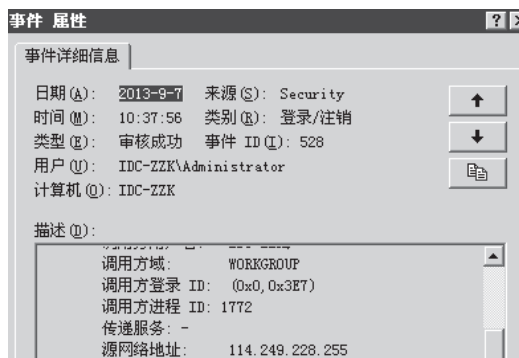 事件 属性
事件详细信息
日期(A): 2013-9-7 来源(S): Security
时间(M): 10:37:56 类别(R): 登录/注销
类型(E): 审核成功 事件 ID(I): 528
用户(U): IDC-ZZK\Administrator
计算机(O): IDC-ZZK
描述(D):
调用方域: WORKGROUP
调用方登录 ID: (0x0,0x3E7)
调用方进程 ID: 1772
传递服务: -
源网络地址: 114.249.228.255